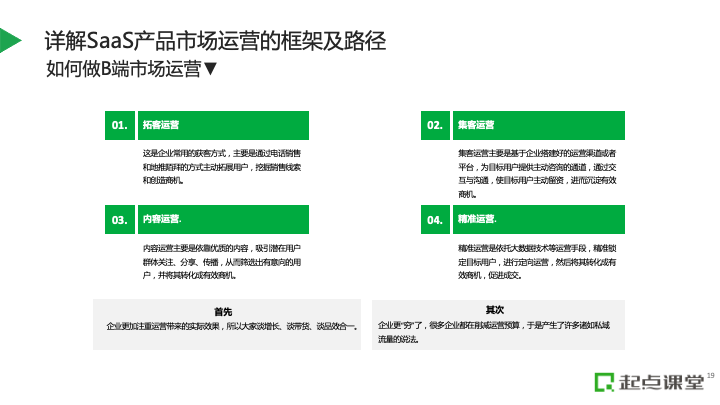 详解SaaS产品市场运营的框架及路径
如何做B端市场运营▼
01. 拓客运营
这是企业常用的获客方式，主要是通过电话销售
和地推陌拜的方式主动拓展用户，挖掘销售线索
和创造商机。
02. 集客运营
集客运营主要是基于企业搭建好的运营渠道或者
平台，为目标用户提供主动咨询的通道，通过交
互与沟通，使目标用户主动留资，进而沉淀有效
商机。
03. 内容运营.
内容运营主要是依靠优质的内容，吸引潜在用户
群体关注、分享、传播，从而筛选出有意向的用
户，并将其转化成有效商机。
04. 精准运营.
精准运营是依托大数据技术等运营手段，精准锁
定目标用户，进行定向运营，然后将其转化成有
效商机，促进成交。
首先
企业更加注重运营带来的实际效果，所以大家谈增长、谈带货、谈品效合一。
其次
企业更“穷”了，很多企业都在削减运营预算，于是产生了许多诸如私域
流量的说法。
起点课堂
19